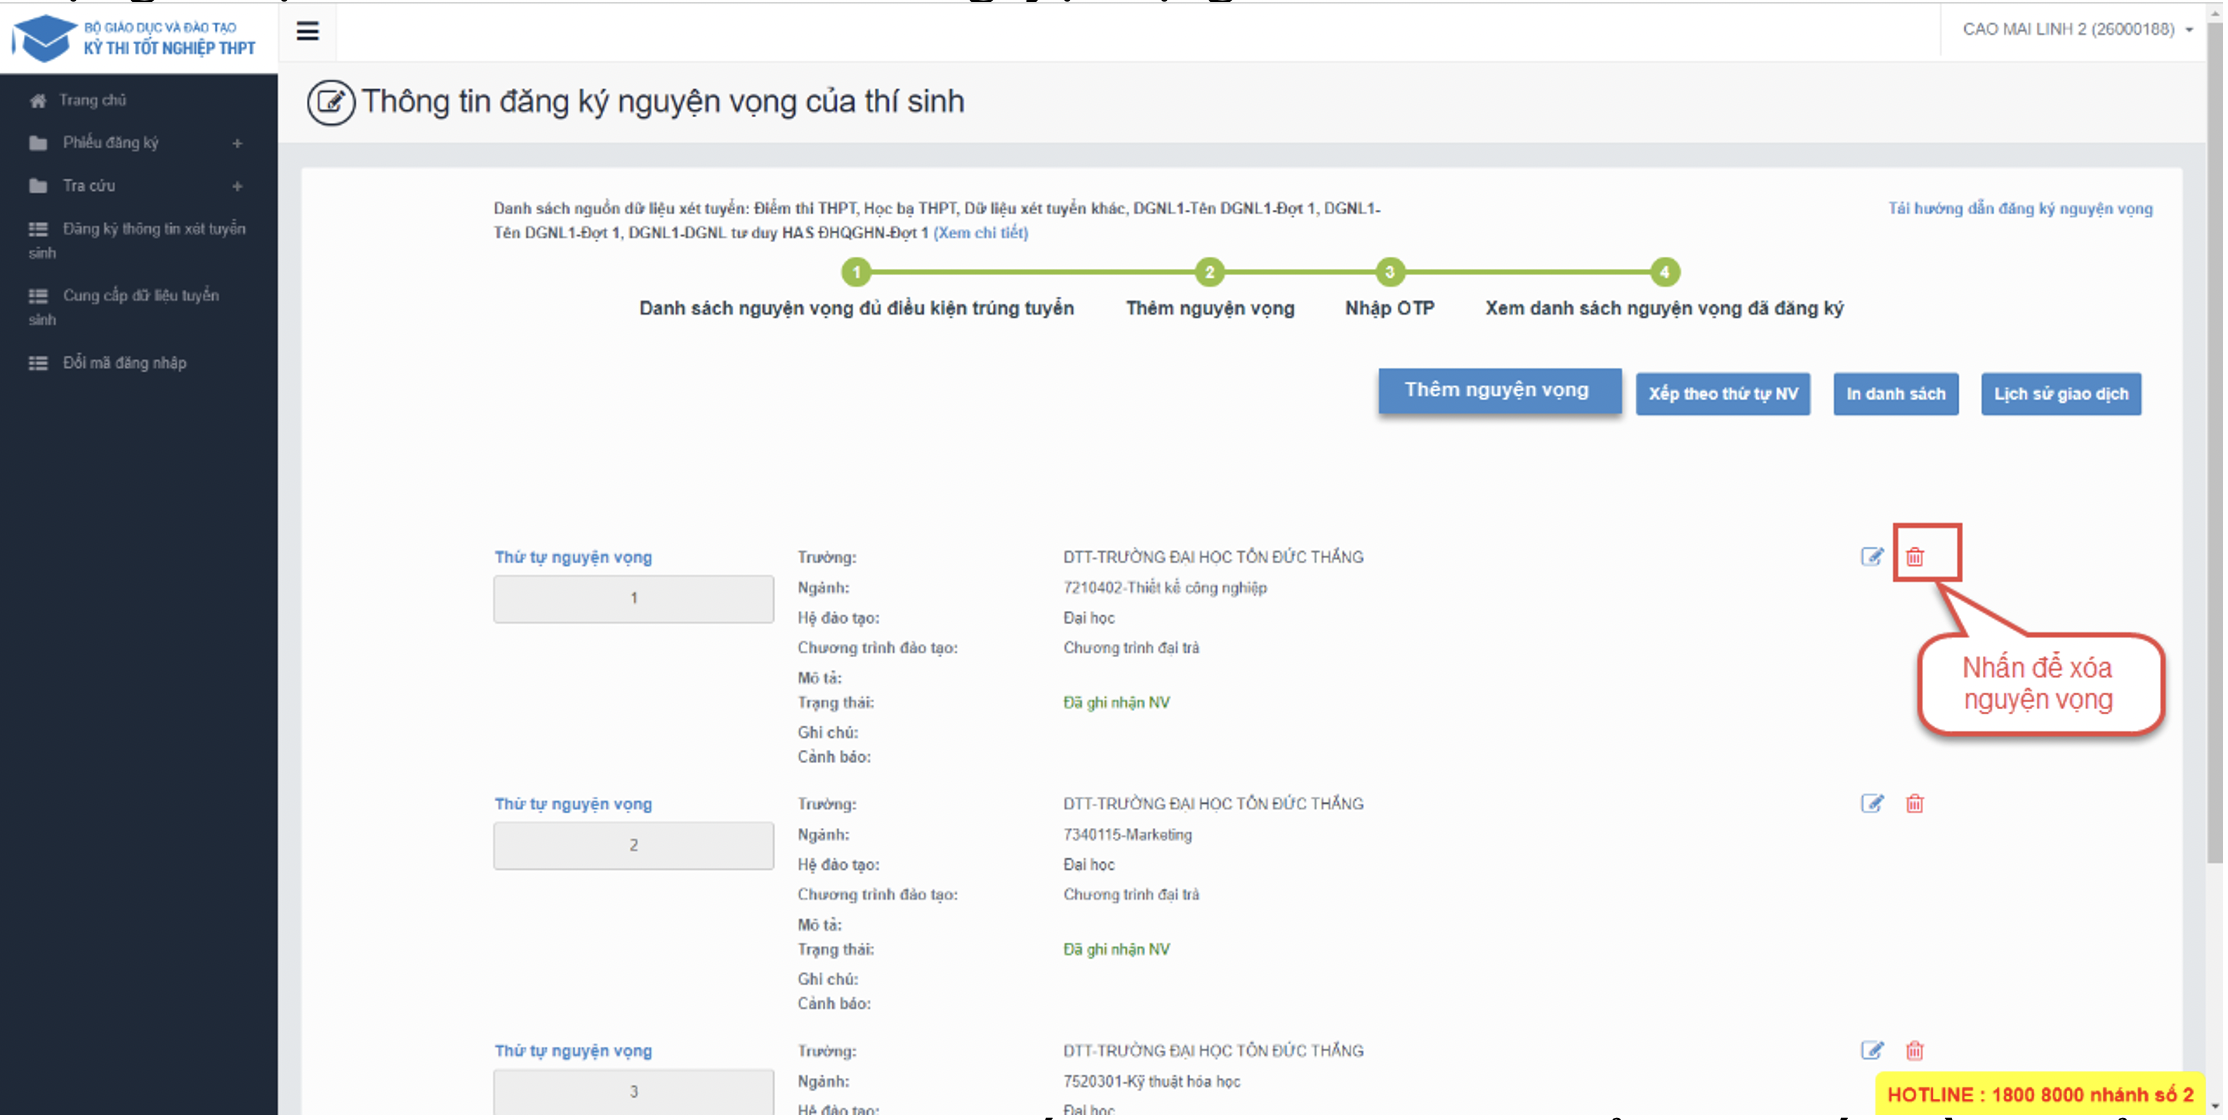 BỘ GIÁO DỤC VÀ ĐÀO TẠO
KỲ THI TỐT NGHIỆP THPT
CAO MAI LINH 2 (26000188)
Trang chủ
Phiếu đăng ký +
Tra cứu +
Đăng ký thông tin xét tuyển
sinh
Cung cấp dữ liệu tuyển
sinh
Đổi mã đăng nhập
Thông tin đăng ký nguyện vọng của thí sinh
Danh sách nguồn dữ liệu xét tuyển: Điểm thi THPT, Học bạ THPT, Dữ liệu xét tuyển khác, DGNL1-Tên DGNL1-Đợt 1, DGNL1-
Tên DGNL1-Đợt 1, DGNL1-DGNL tư duy HAS ĐHQGHN-Đợt 1 (Xem chi tiết)
Tải hướng dẫn đăng ký nguyện vọng
1 2 3 4
Danh sách nguyện vọng đủ điều kiện trúng tuyển Thêm nguyện vọng Nhập OTP Xem danh sách nguyện vọng đã đăng ký
Thêm nguyện vọng Xếp theo thứ tự NV In danh sách Lịch sử giao dịch
Thứ tự nguyện vọng
1
Trường: DTT-TRƯỜNG ĐẠI HỌC TÔN ĐỨC THẮNG
Ngành: 7210402-Thiết kế công nghiệp
Hệ đào tạo: Đại học
Chương trình đào tạo: Chương trình đại trà
Mô tả:
Trạng thái: Đã ghi nhận NV
Ghi chú:
Cảnh báo:
Nhấn để xóa
nguyện vọng
Thứ tự nguyện vọng
2
Trường: DTT-TRƯỜNG ĐẠI HỌC TÔN ĐỨC THẮNG
Ngành: 7340115-Marketing
Hệ đào tạo: Đại học
Chương trình đào tạo: Chương trình đại trà
Mô tả:
Trạng thái: Đã ghi nhận NV
Ghi chú:
Cảnh báo:
Thứ tự nguyện vọng
3
Trường: DTT-TRƯỜNG ĐẠI HỌC TÔN ĐỨC THẮNG
Ngành: 7520301-Kỹ thuật hóa học
Hệ đào tạo: Đại học
HOTLINE : 1800 8000 nhánh số 2